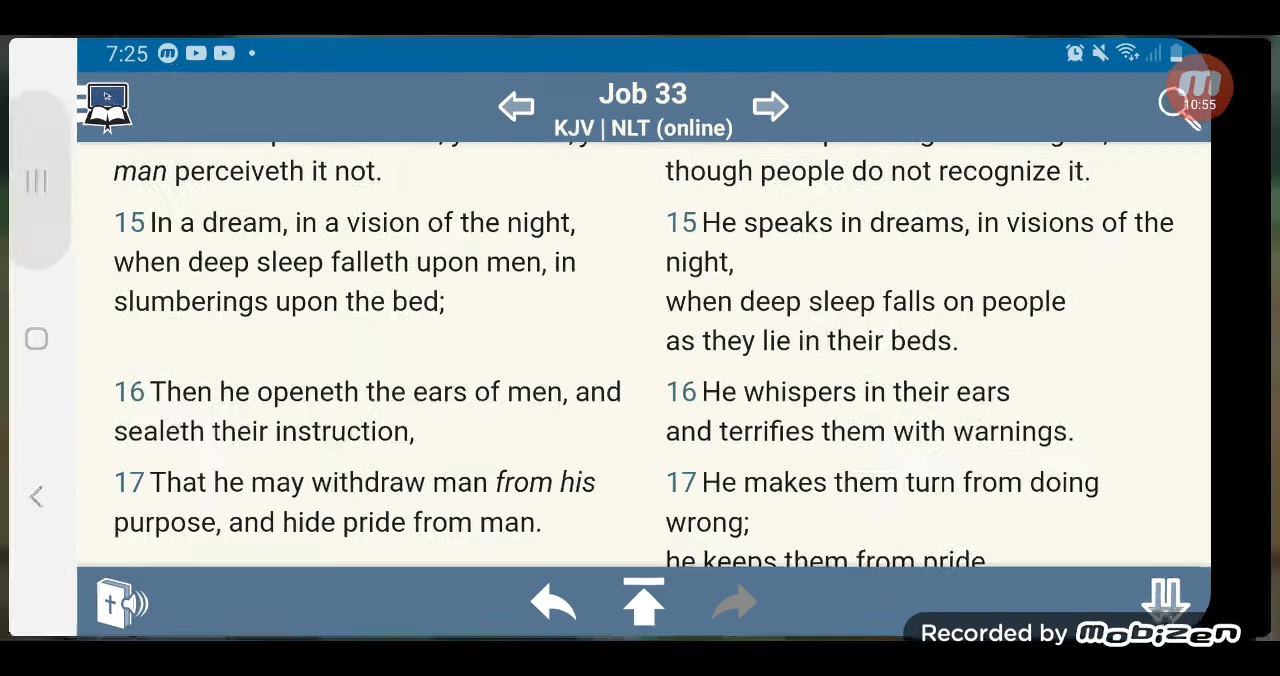 7:25
Job 33
KJV | NLT (online)
10:55
man perceiveth it not.
15 In a dream, in a vision of the night,
when deep sleep falleth upon men, in
slumberings upon the bed;
16 Then he openeth the ears of men, and
sealeth their instruction,
17 That he may withdraw man from his
purpose, and hide pride from man.
though people do not recognize it.
15 He speaks in dreams, in visions of the
night,
when deep sleep falls on people
as they lie in their beds.
16 He whispers in their ears
and terrifies them with warnings.
17 He makes them turn from doing
wrong;
he keeps them from pride
Recorded by mobizen